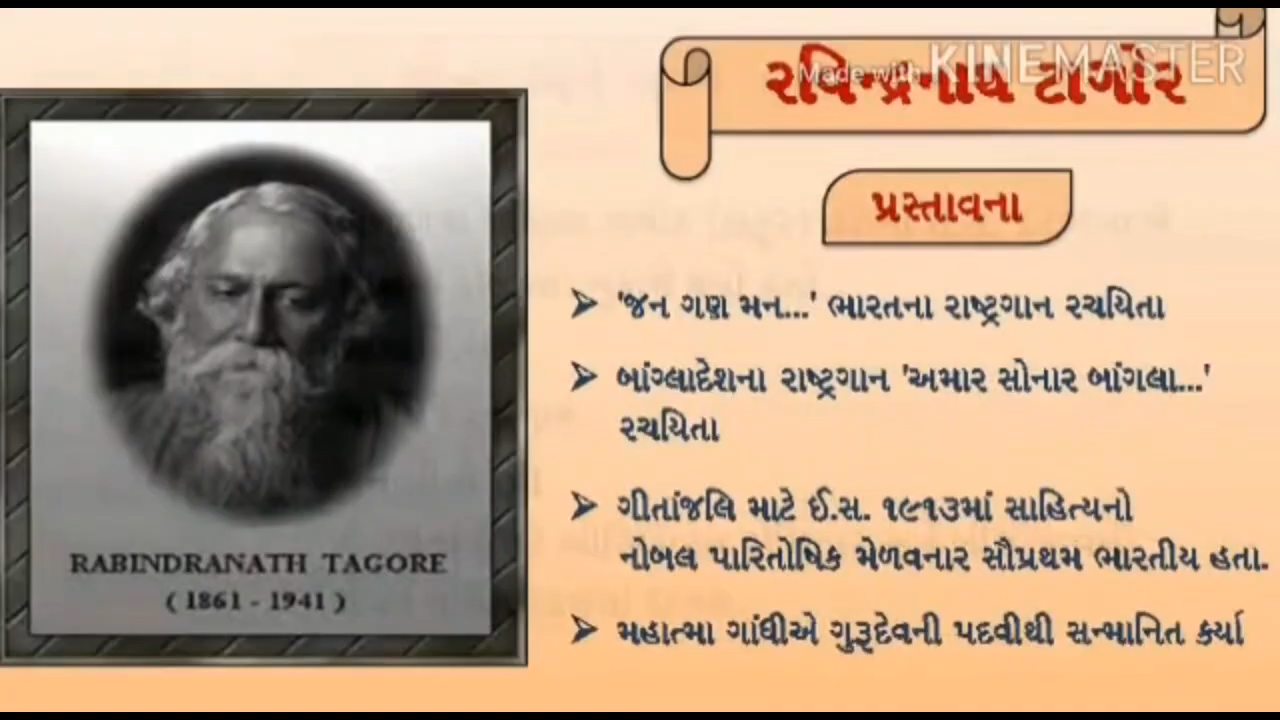 Made with KINEMASTER
રવિન્દ્રનાથ ટાગોર
પ્રસ્તાવના
➢ 'જન ગણ મન...' ભારતના રાષ્ટ્રગાન રચયિતા
➢ બાંગ્લાદેશના રાષ્ટ્રગાન 'અમાર સોનાર બાંગલા...'
રચયિતા
➢ ગીતાંજલિ માટે ઈ.સ. ૧૯૧૩માં સાહિત્યનો
નોબલ પારિતોષિક મેળવનાર સૌપ્રથમ ભારતીય હતા.
➢ મહાત્મા ગાંધીએ ગુરૂદેવની પદવીથી સન્માનિત કર્યા
RABINDRANATH TAGORE
( 1861 - 1941 )